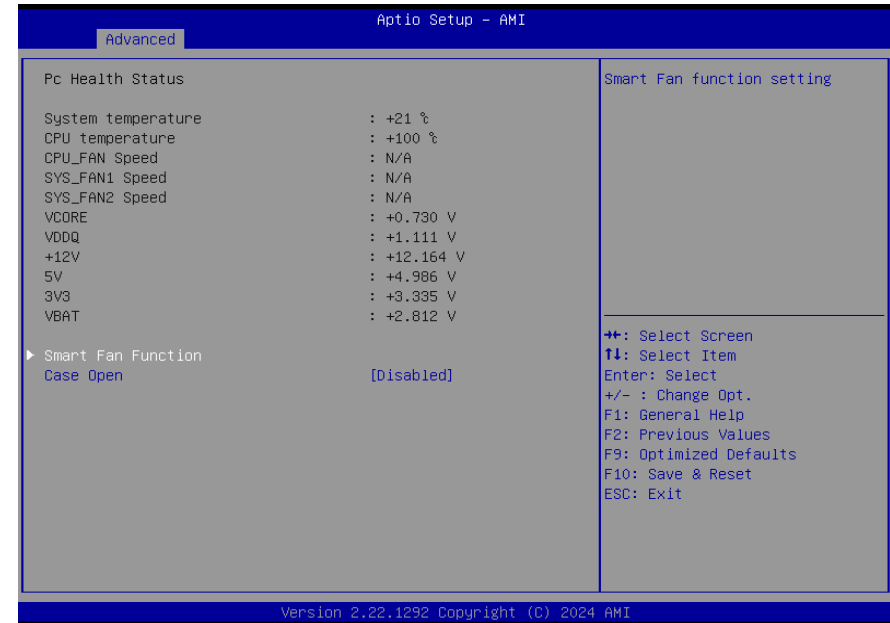 Aptio Setup – AMI
Advanced
Pc Health Status
Smart Fan function setting
System temperature : +21 ℃
CPU temperature : +100 ℃
CPU_FAN Speed : N/A
SYS_FAN1 Speed : N/A
SYS_FAN2 Speed : N/A
VCORE : +0.730 V
VDDQ : +1.111 V
+12V : +12.164 V
5V : +4.986 V
3V3 : +3.335 V
VBAT : +2.812 V
▶ Smart Fan Function
Case Open [Disabled]
→←: Select Screen
↑↓: Select Item
Enter: Select
+/- : Change Opt.
F1: General Help
F2: Previous Values
F9: Optimized Defaults
F10: Save & Reset
ESC: Exit
Version 2.22.1292 Copyright (C) 2024 AMI